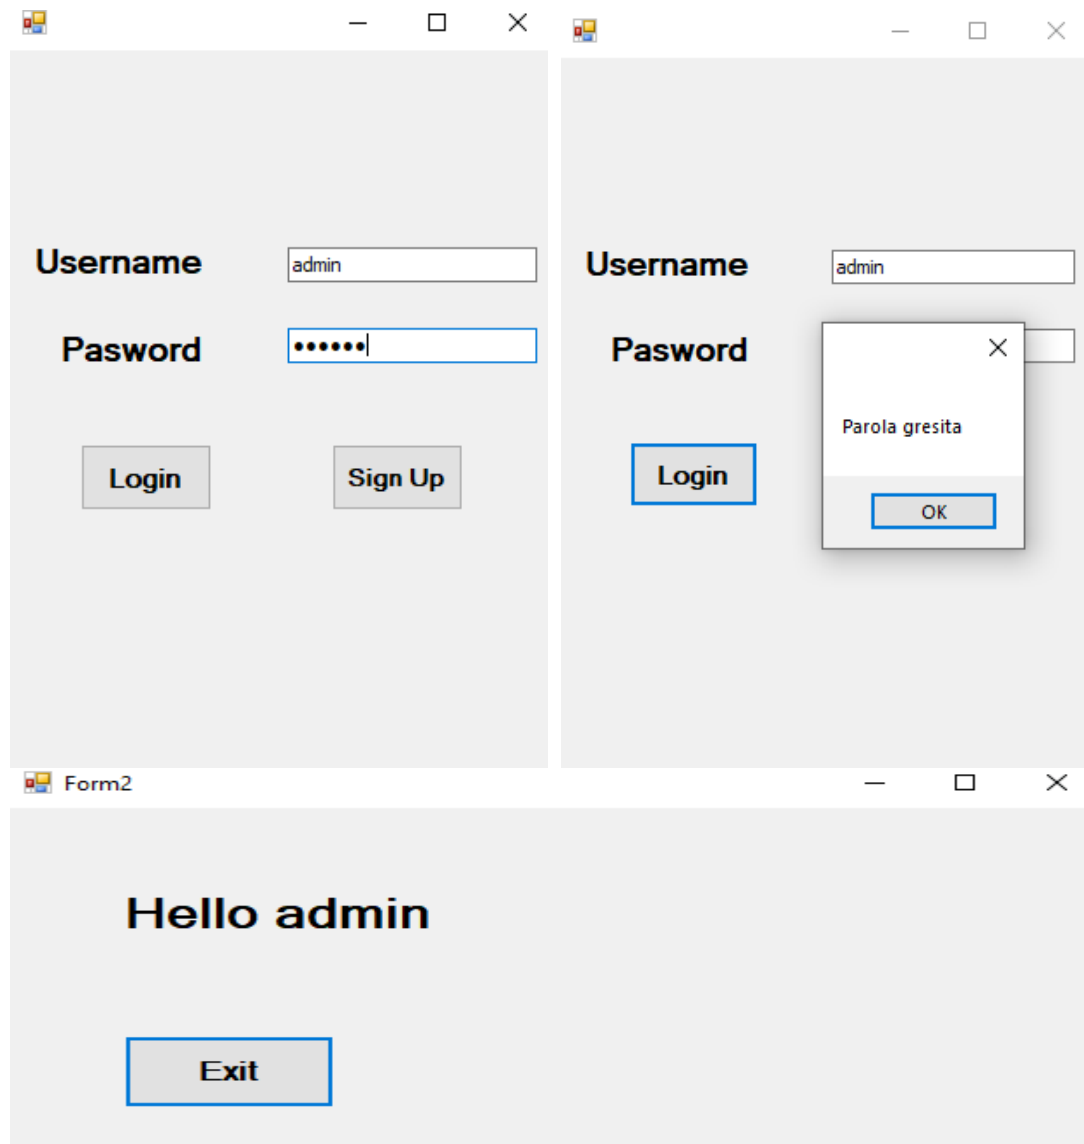 Username
admin
Pasword
••••••
Login
Sign Up
Username
admin
Pasword
Parola gresita
Login
OK
Form2
Hello admin
Exit